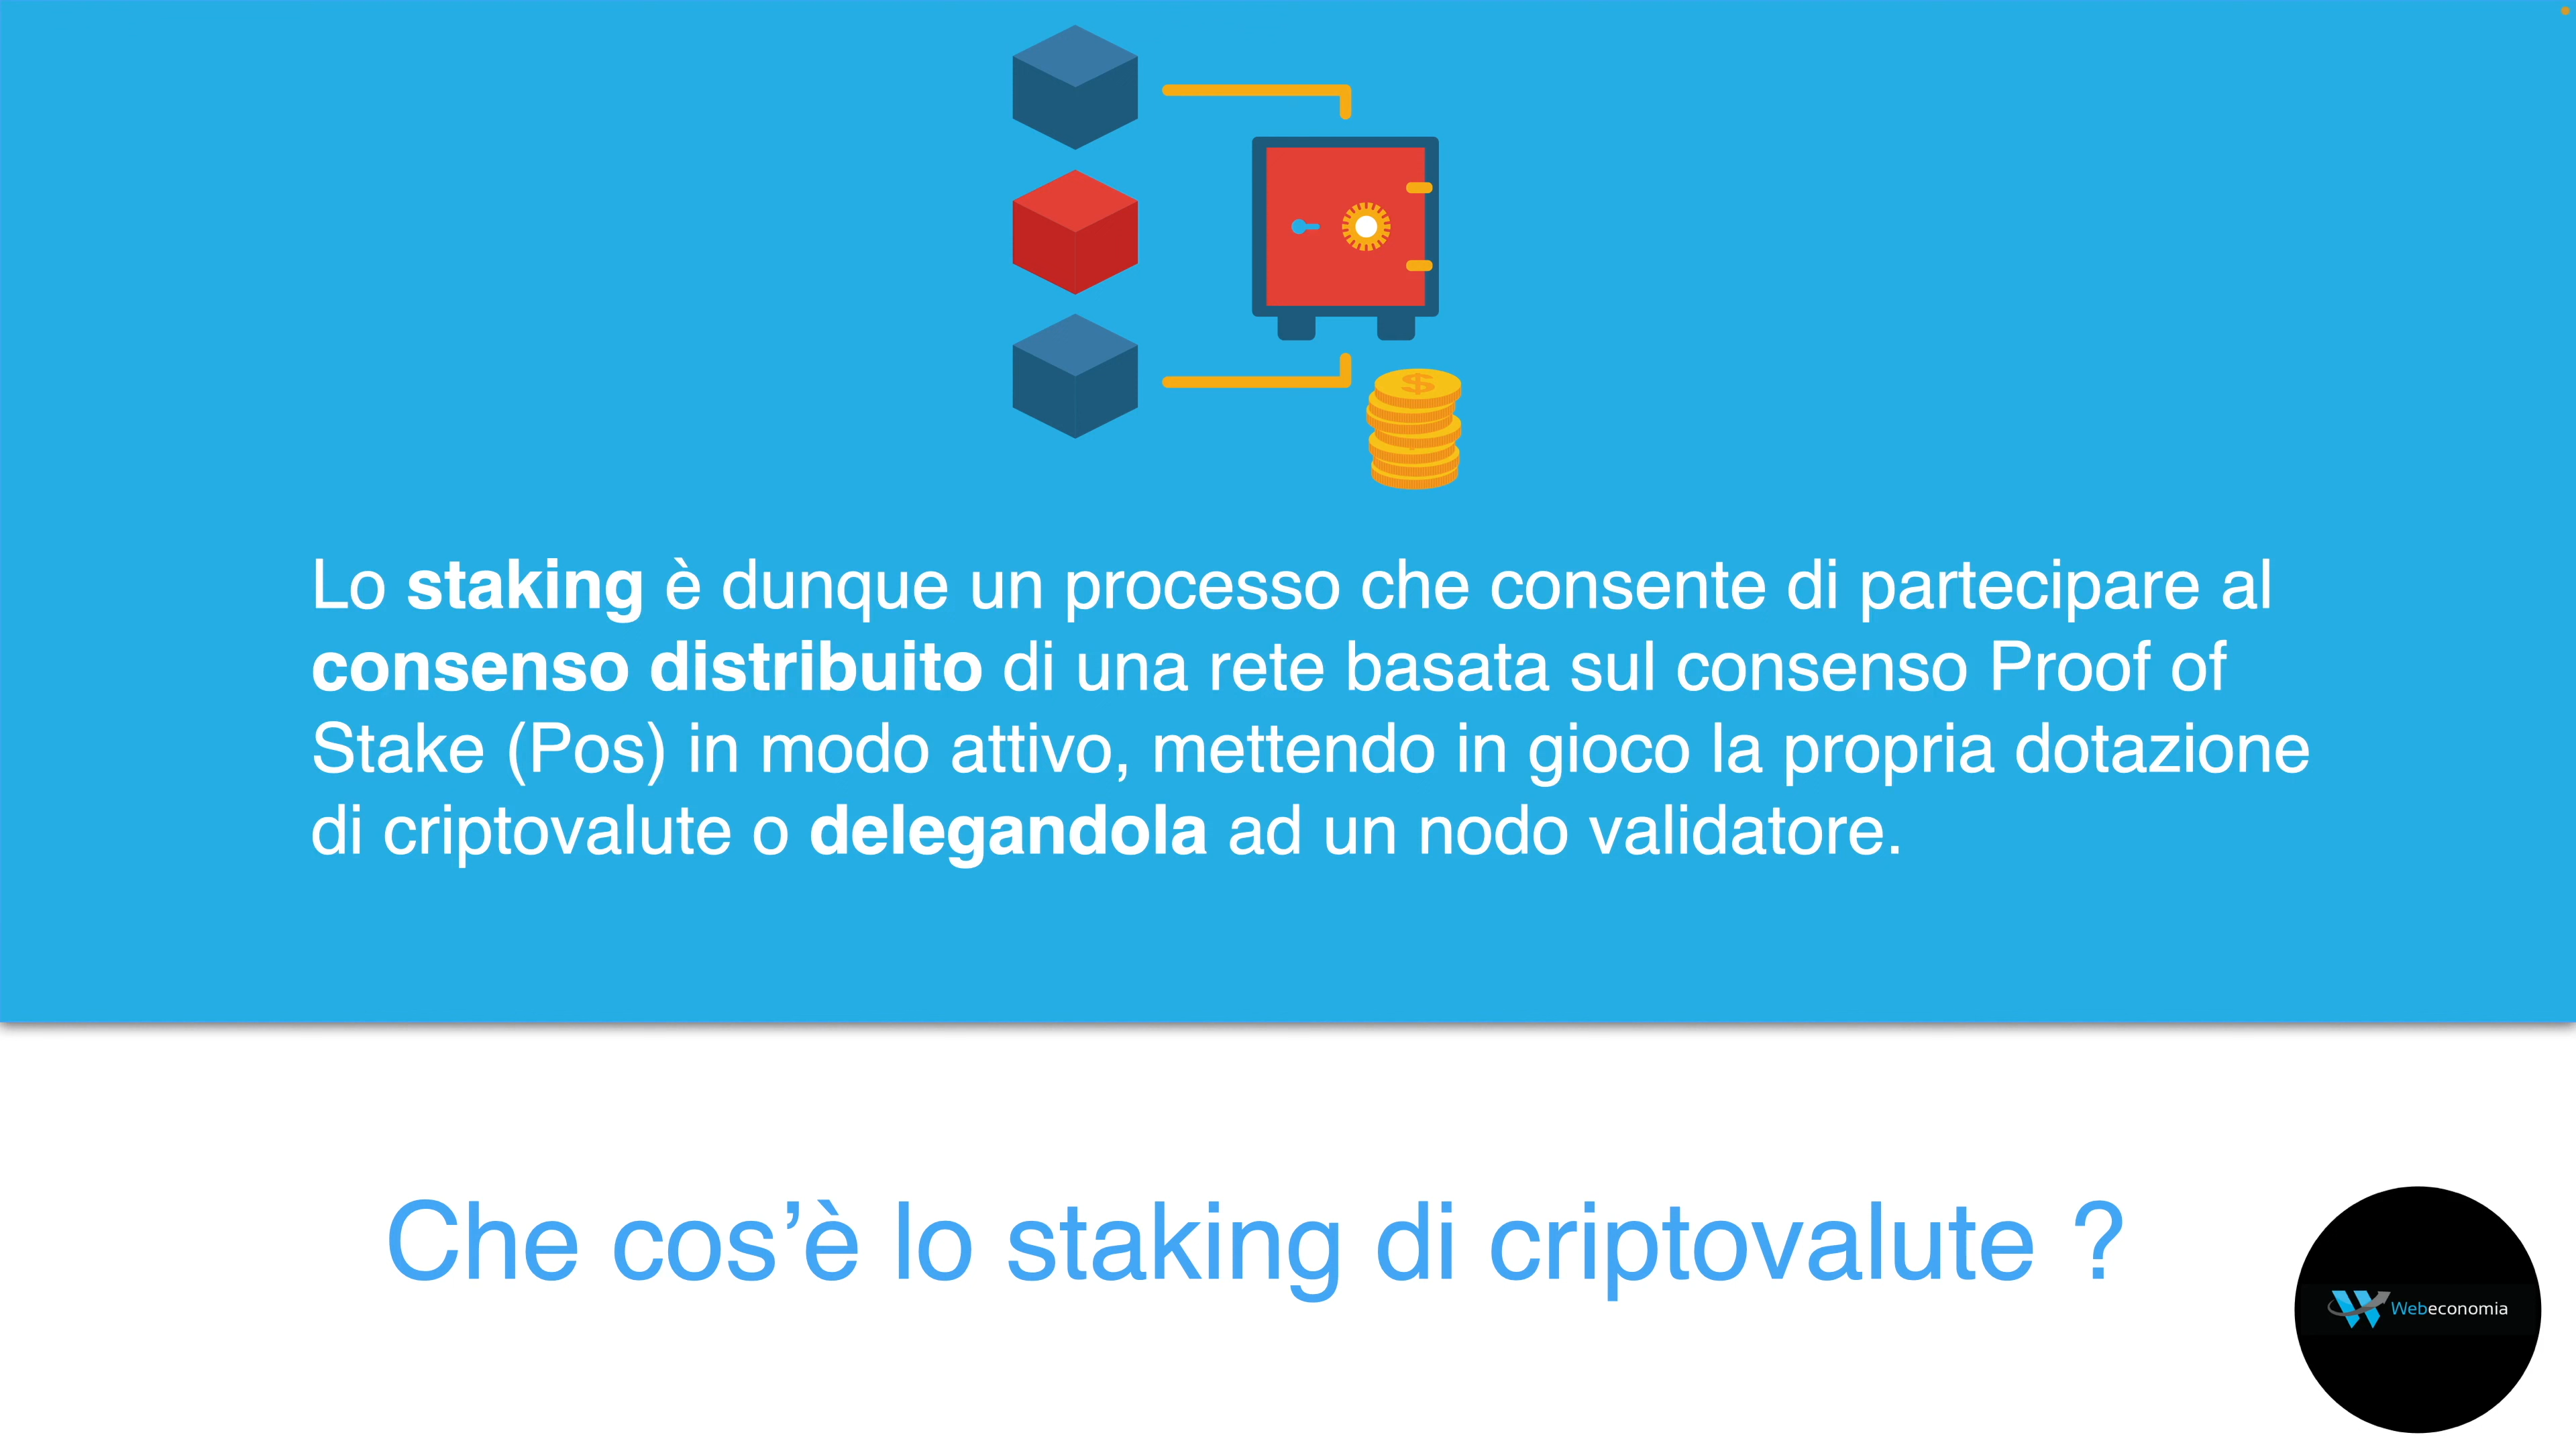 Lo staking è dunque un processo che consente di partecipare al
consenso distribuito di una rete basata sul consenso Proof of
Stake (Pos) in modo attivo, mettendo in gioco la propria dotazione
di criptovalute o delegandola ad un nodo validatore.
Che cos’è lo staking di criptovalute ?
Webeconomia